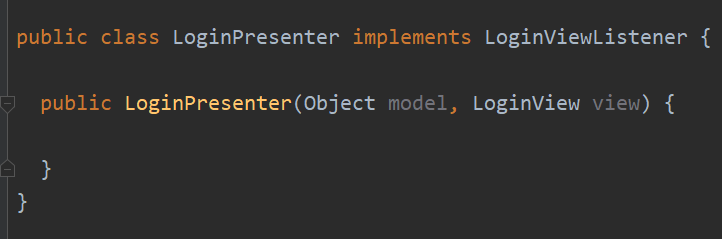 public class LoginPresenter implements LoginViewListener {
public LoginPresenter(Object model, LoginView view) {
}
}